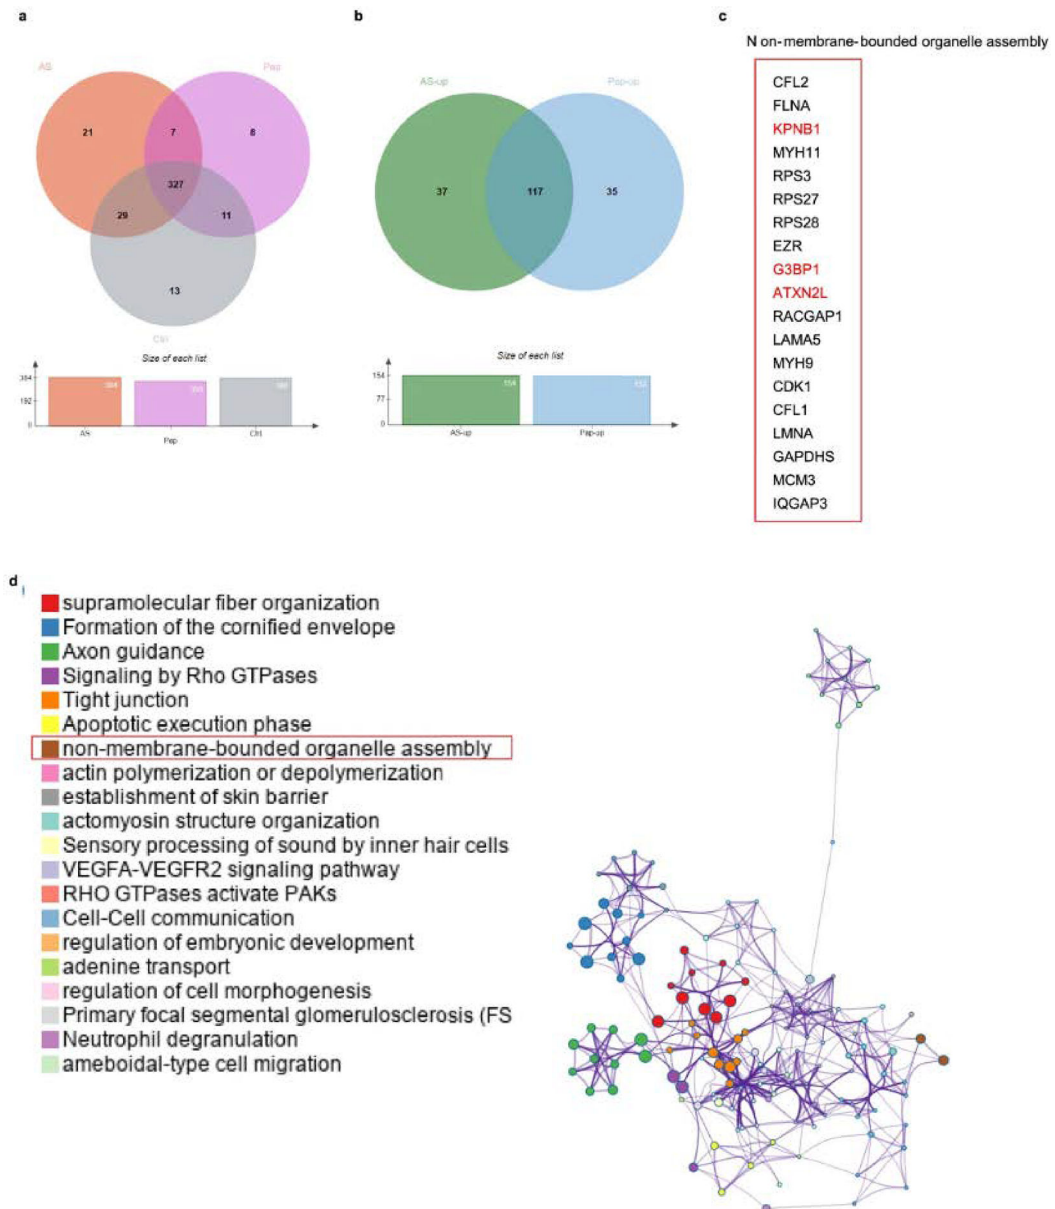 a
b
c
N on-membrane-bounded organelle assembly
AS
Pep
21
7
8
327
29
11
13
Ctrl
Size of each list
384
192
0
384
AS
Pep
Ctrl
AS-up
Pep-up
37
117
35
Size of each list
154
77
0
154
152
AS-up
Pep-up
CFL2
FLNA
KPNB1
MYH11
RPS3
RPS27
RPS28
EZR
G3BP1
ATXN2L
RACGAP1
LAMA5
MYH9
CDK1
CFL1
LMNA
GAPDHS
MCM3
IQGAP3
d
supramolecular fiber organization
Formation of the cornified envelope
Axon guidance
Signaling by Rho GTPases
Tight junction
Apoptotic execution phase
non-membrane-bounded organelle assembly
actin polymerization or depolymerization
establishment of skin barrier
actomyosin structure organization
Sensory processing of sound by inner hair cells
VEGFA-VEGFR2 signaling pathway
RHO GTPases activate PAKs
Cell-Cell communication
regulation of embryonic development
adenine transport
regulation of cell morphogenesis
Primary focal segmental glomerulosclerosis (FS
Neutrophil degranulation
ameboidal-type cell migration